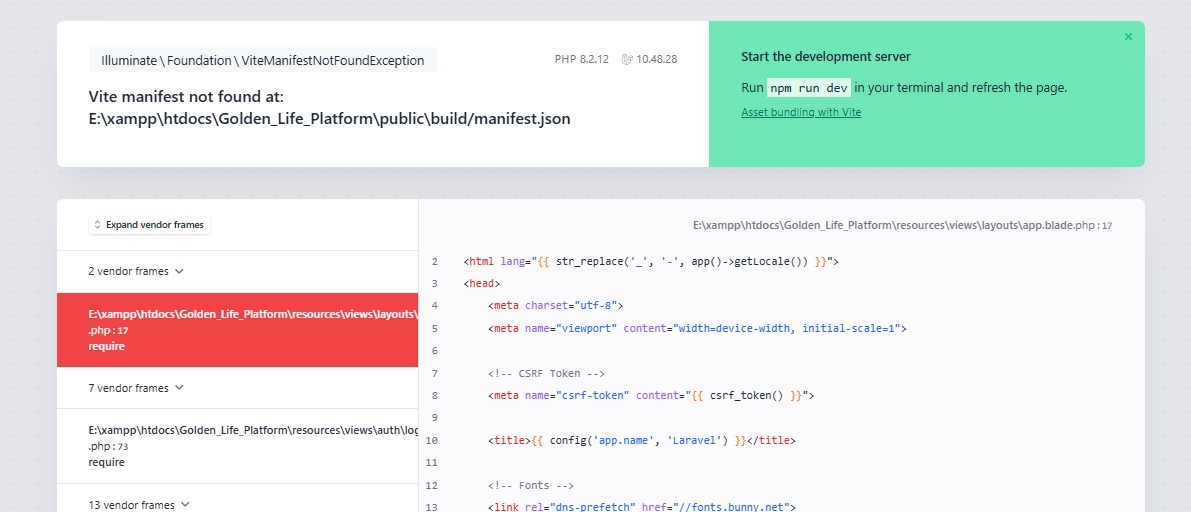 Illuminate \ Foundation \ ViteManifestNotFoundException
PHP 8.2.12
10.48.28
Vite manifest not found at:
E:\xampp\htdocs\Golden_Life_Platform\public\build/manifest.json
×
Start the development server
Run npm run dev in your terminal and refresh the page.
Asset bundling with Vite
Expand vendor frames
2 vendor frames
E:\xampp\htdocs\Golden_Life_Platform\resources\views\layouts\
.php : 17
require
7 vendor frames
E:\xampp\htdocs\Golden_Life_Platform\resources\views\auth\log
.php : 73
require
13 vendor frames
E:\xampp\htdocs\Golden_Life_Platform\resources\views\layouts\app.blade.php : 17
2 <html lang="{{ str_replace('_', '-', app()->getLocale()) }}">
3 <head>
4 <meta charset="utf-8">
5 <meta name="viewport" content="width=device-width, initial-scale=1">
6
7 <!-- CSRF Token -->
8 <meta name="csrf-token" content="{{ csrf_token() }}">
9
10 <title>{{ config('app.name', 'Laravel') }}</title>
11
12 <!-- Fonts -->
13 <link rel="dns-prefetch" href="//fonts.bunny.net">